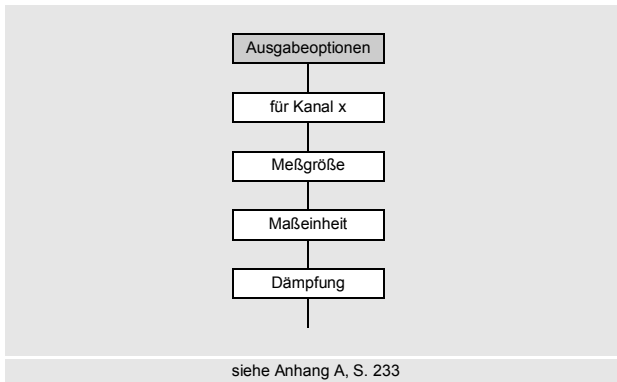 Ausgabeoptionen
für Kanal x
Meßgröße
Maßeinheit
Dämpfung
siehe Anhang A, S. 233